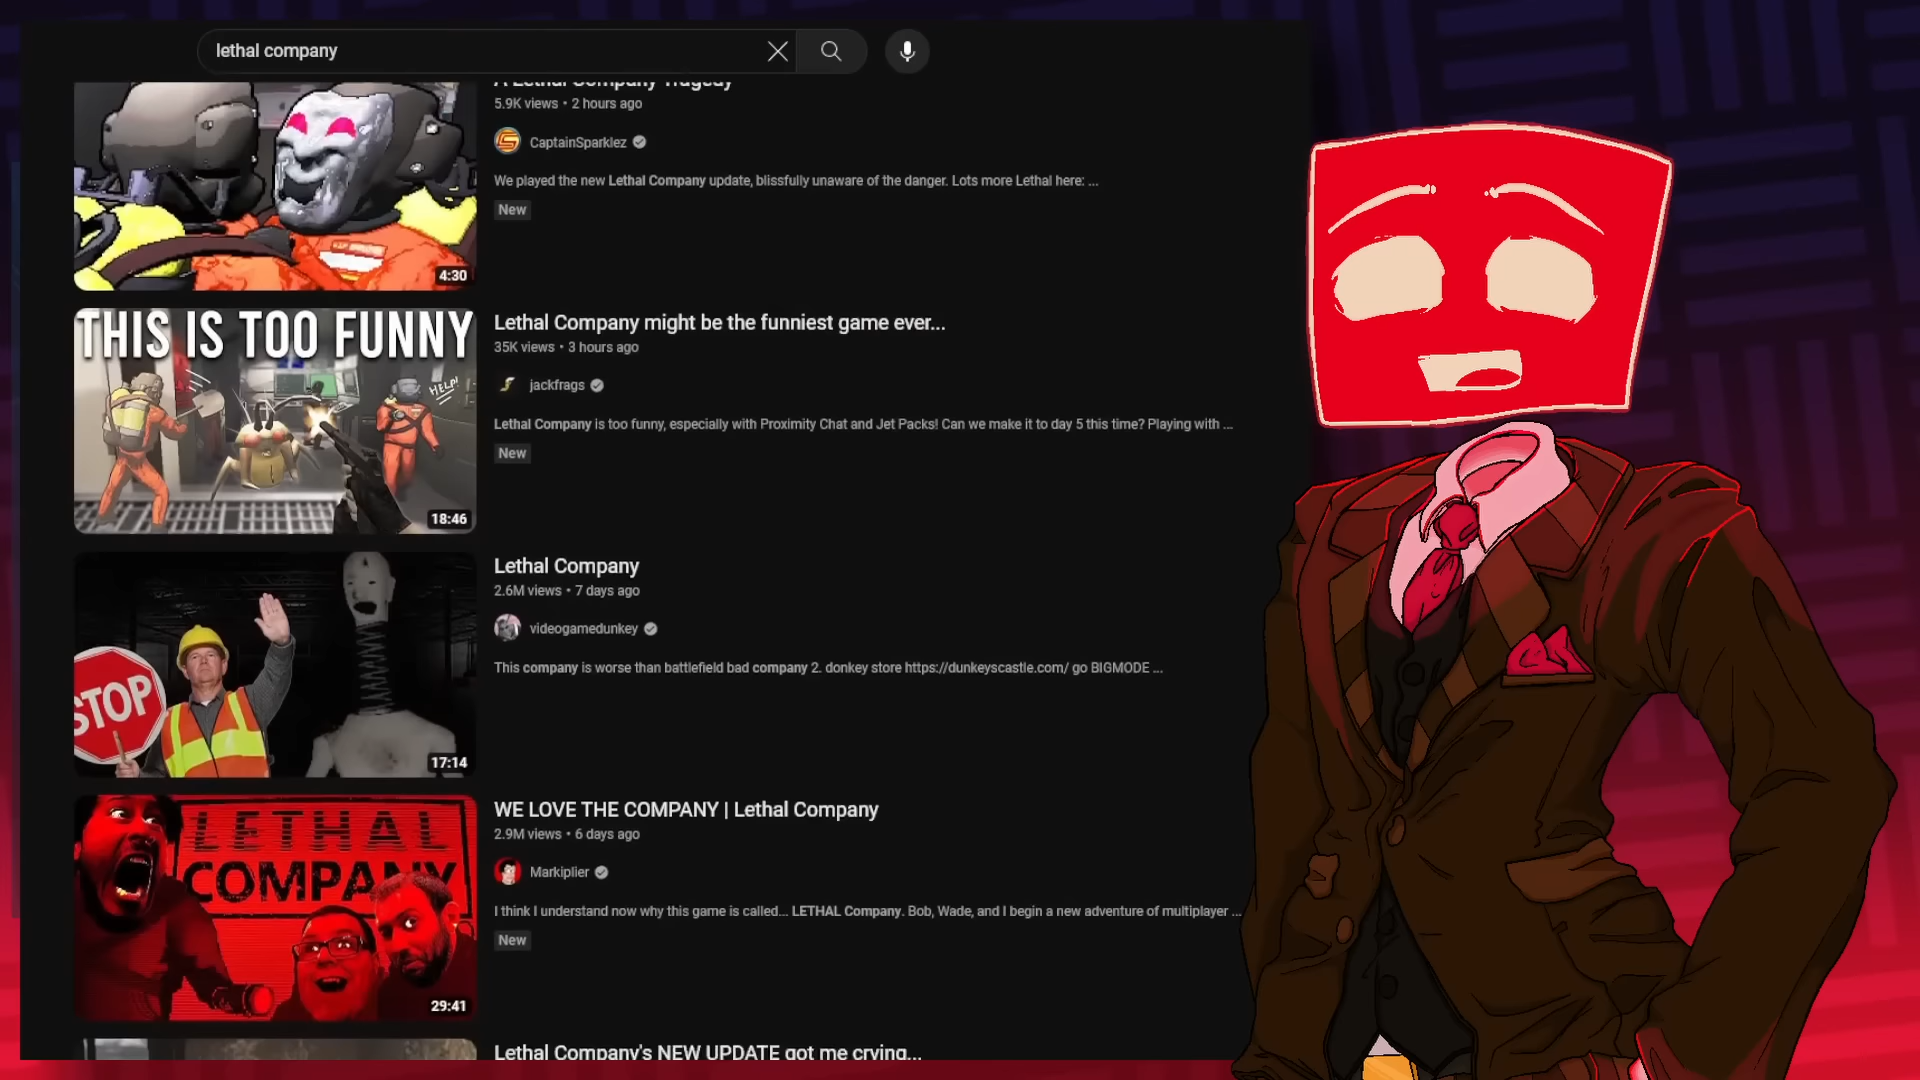 lethal company
A Lethal Company Tragedy
5.9K views • 2 hours ago
CaptainSparklez
We played the new Lethal Company update, blissfully unaware of the danger. Lots more Lethal here: ...
New
4:30
THIS IS TOO FUNNY
HELP!
18:46
Lethal Company might be the funniest game ever...
35K views • 3 hours ago
jackfrags
Lethal Company is too funny, especially with Proximity Chat and Jet Packs! Can we make it to day 5 this time? Playing with ...
New
STOP
17:14
Lethal Company
2.6M views • 7 days ago
videogamedunkey
This company is worse than battlefield bad company 2. donkey store https://dunkeyscastle.com/ go BIGMODE ...
LETHAL
COMPANY
29:41
WE LOVE THE COMPANY | Lethal Company
2.9M views • 6 days ago
Markiplier
I think I understand now why this game is called... LETHAL Company. Bob, Wade, and I begin a new adventure of multiplayer ...
New
Lethal Company's NEW UPDATE got me crying...